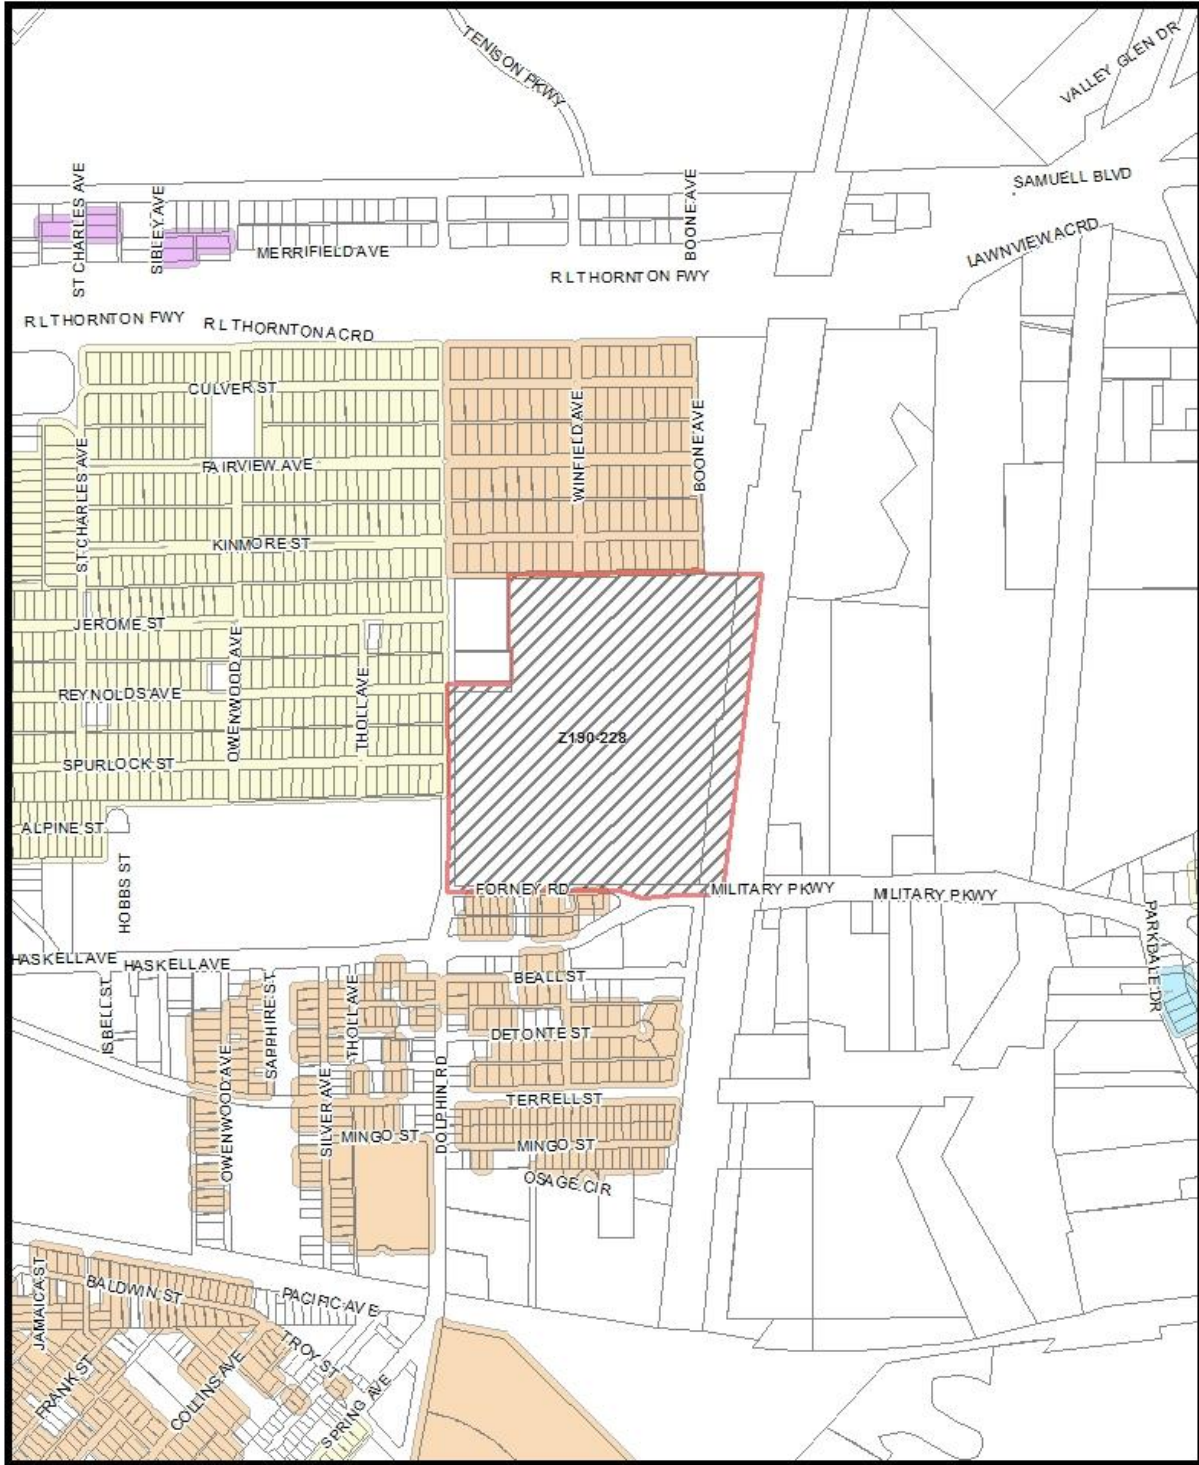 TENISON PKWY
VALLEY GLEN DR
SAMUELL BLVD
ST CHARLES AVE
SIBLEY AVE
BOONE AVE
MERRIFIELD AVE
LAWNVIEW ACRD
R L THORNTON FWY
R L THORNTON FWY
R L THORNTON ACRD
CULVER ST
WINFIELD AVE
BOONE AVE
ST CHARLES AVE
FAIRVIEW AVE
KINMORE ST
JEROME ST
OWENWOOD AVE
THOLL AVE
REYNOLDS AVE
Z190-228
SPURLOCK ST
ALPINE ST
HOBBS ST
FORNEY RD
MILITARY PKWY
MILITARY PKWY
PARKDALE DR
HASKELL AVE
HASKELL AVE
ISBELL ST
SAPPHIRE ST
THOLL AVE
BEALL ST
DETONTE ST
OWENWOOD AVE
SILVER AVE
DOLPHIN RD
TERRELL ST
MINGO ST
MINGO ST
OSAGE CIR
JAMAICA ST
BALDWIN ST
PACIFIC AVE
TROY ST
FRANK ST
COLLINS AVE
SPRING AVE